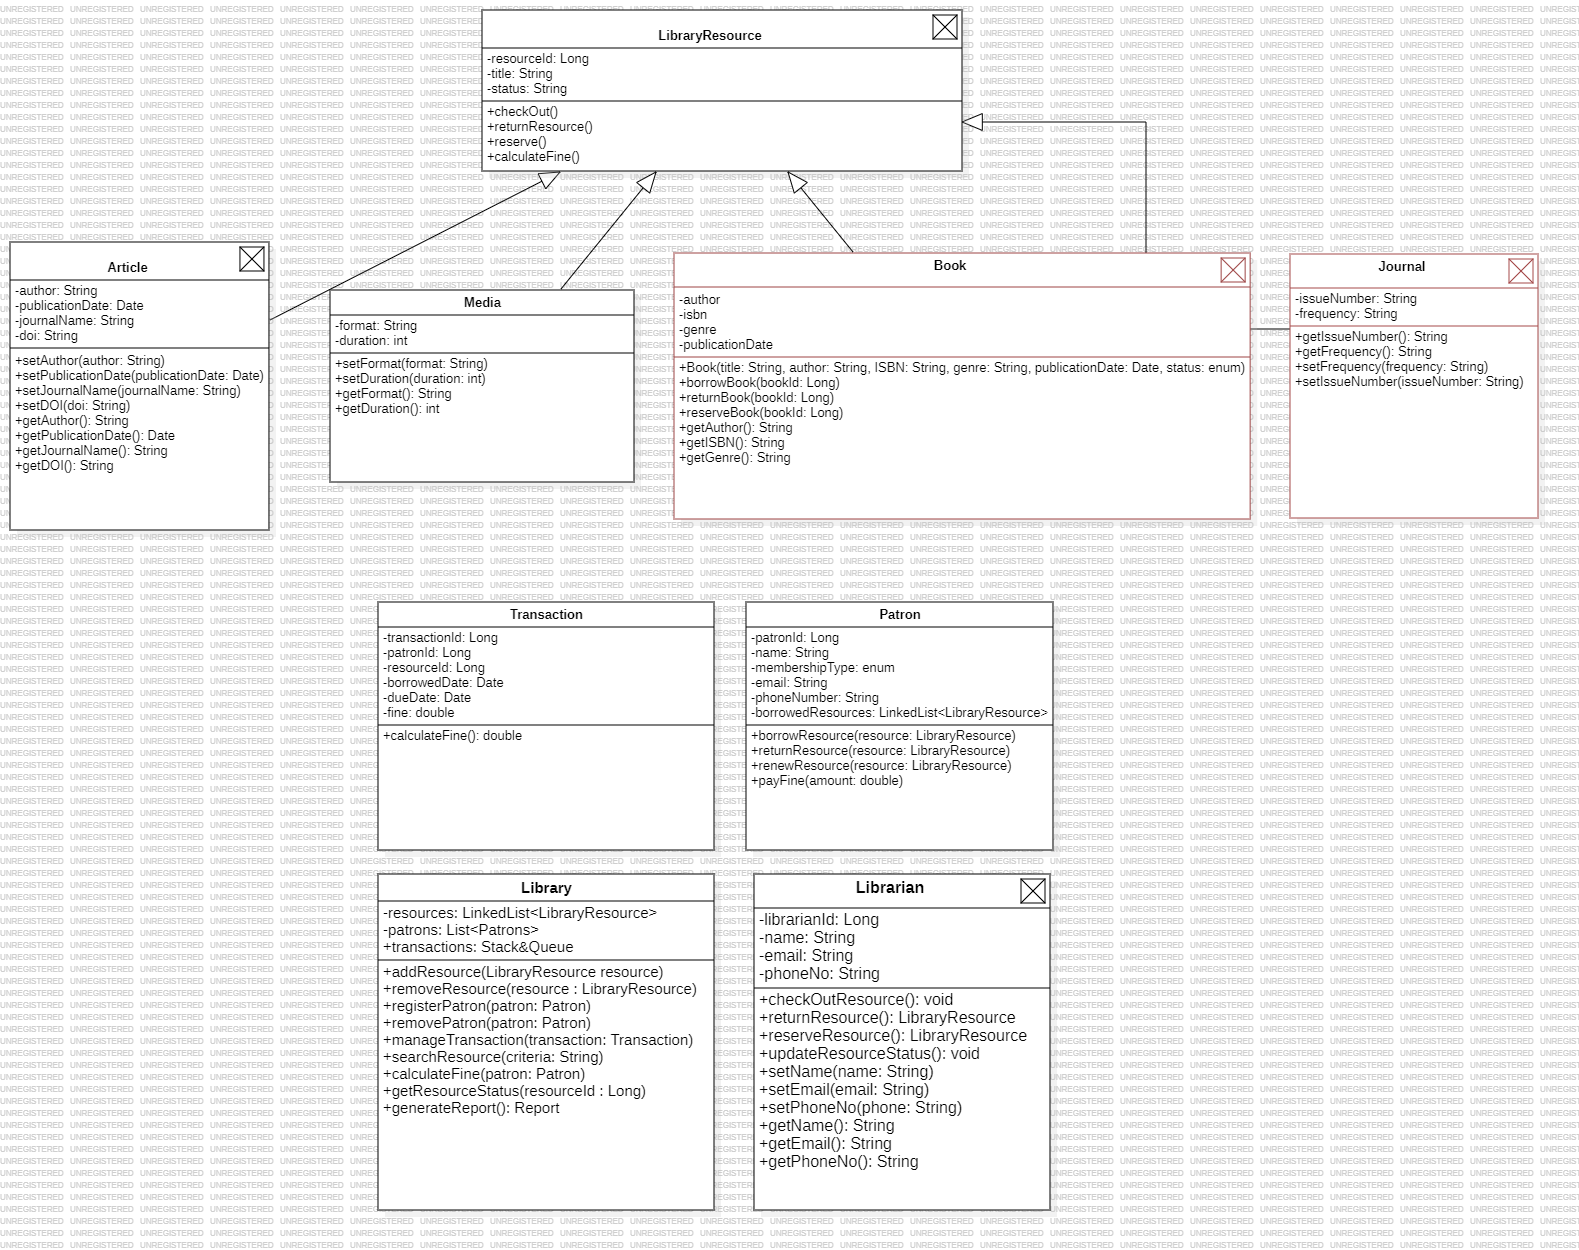 LibraryResource
-resourceId: Long
-title: String
-status: String
+checkOut()
+returnResource()
+reserve()
+calculateFine()
Article
-author: String
-publicationDate: Date
-journalName: String
-doi: String
+setAuthor(author: String)
+setPublicationDate(publicationDate: Date)
+setJournalName(journalName: String)
+setDOI(doi: String)
+getAuthor(): String
+getPublicationDate(): Date
+getJournalName(): String
+getDOI(): String
Media
-format: String
-duration: int
+setFormat(format: String)
+setDuration(duration: int)
+getFormat(): String
+getDuration(): int
Book
-author
-isbn
-genre
-publicationDate
+Book(title: String, author: String, ISBN: String, genre: String, publicationDate: Date, status: enum)
+borrowBook(bookId: Long)
+returnBook(bookId: Long)
+reserveBook(bookId: Long)
+getAuthor(): String
+getISBN(): String
+getGenre(): String
Journal
-issueNumber: String
-frequency: String
+getIssueNumber(): String
+getFrequency(): String
+setFrequency(frequency: String)
+setIssueNumber(issueNumber: String)
Transaction
-transactionId: Long
-patronId: Long
-resourceId: Long
-borrowedDate: Date
-dueDate: Date
-fine: double
+calculateFine(): double
Patron
-patronId: Long
-name: String
-membershipType: enum
-email: String
-phoneNumber: String
-borrowedResources: LinkedList<LibraryResource>
+borrowResource(resource: LibraryResource)
+returnResource(resource: LibraryResource)
+renewResource(resource: LibraryResource)
+payFine(amount: double)
Library
-resources: LinkedList<LibraryResource>
-patrons: List<Patrons>
+transactions: Stack&Queue
+addResource(LibraryResource resource)
+removeResource(resource : LibraryResource)
+registerPatron(patron: Patron)
+removePatron(patron: Patron)
+manageTransaction(transaction: Transaction)
+searchResource(criteria: String)
+calculateFine(patron: Patron)
+getResourceStatus(resourceId : Long)
+generateReport(): Report
Librarian
-librarianId: Long
-name: String
-email: String
-phoneNo: String
+checkOutResource(): void
+returnResource(): LibraryResource
+reserveResource(): LibraryResource
+updateResourceStatus(): void
+setName(name: String)
+setEmail(email: String)
+setPhoneNo(phone: String)
+getName(): String
+getEmail(): String
+getPhoneNo(): String
UNREGISTERED